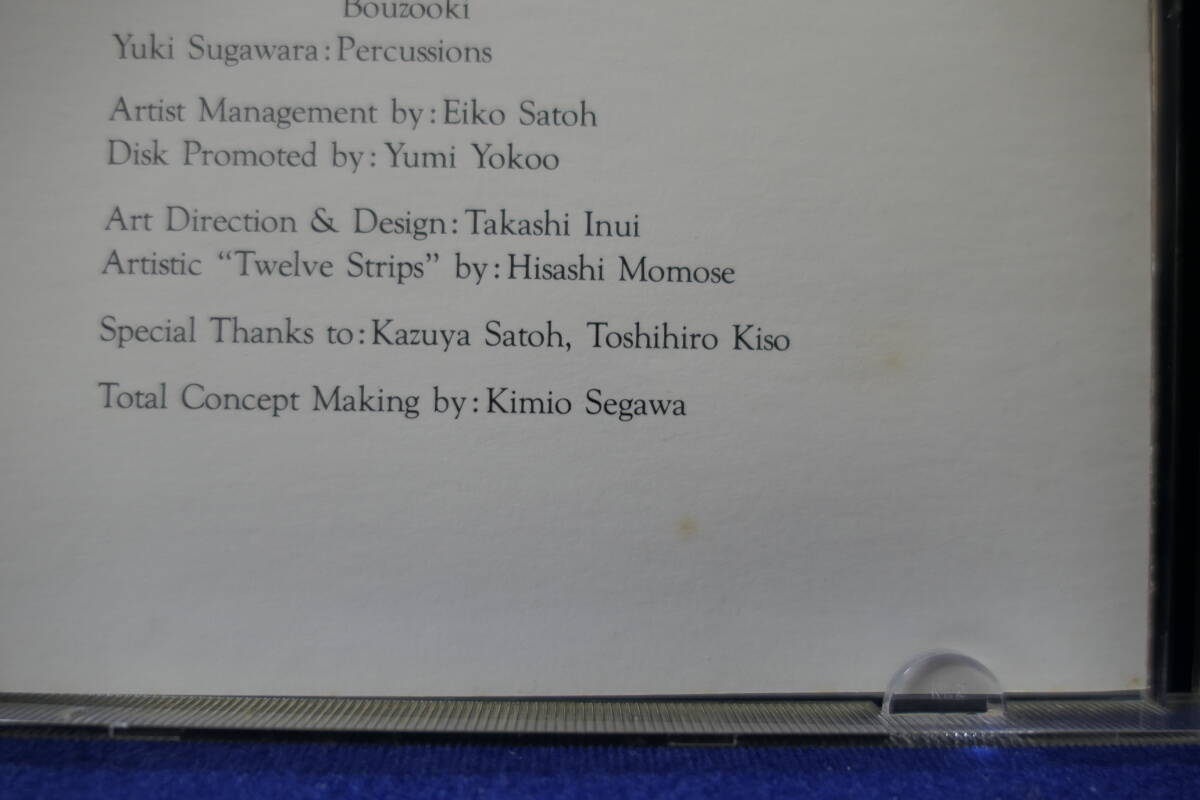 Bouzooki
Yuki Sugawara:Percussions
Artist Management by:Eiko Satoh
Disk Promoted by:Yumi Yokoo
Art Direction & Design:Takashi Inui
Artistic “Twelve Strips” by:Hisashi Momose
Special Thanks to:Kazuya Satoh, Toshihiro Kiso
Total Concept Making by:Kimio Segawa